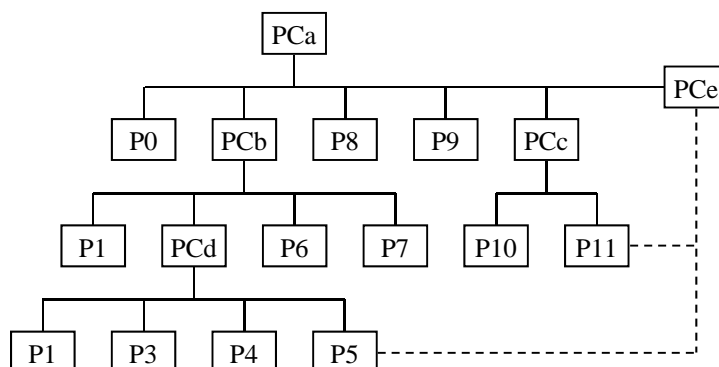 PCa
PCe
P0 PCb P8 P9 PCc
P1 PCd P6 P7 P10 P11
P1 P3 P4 P5